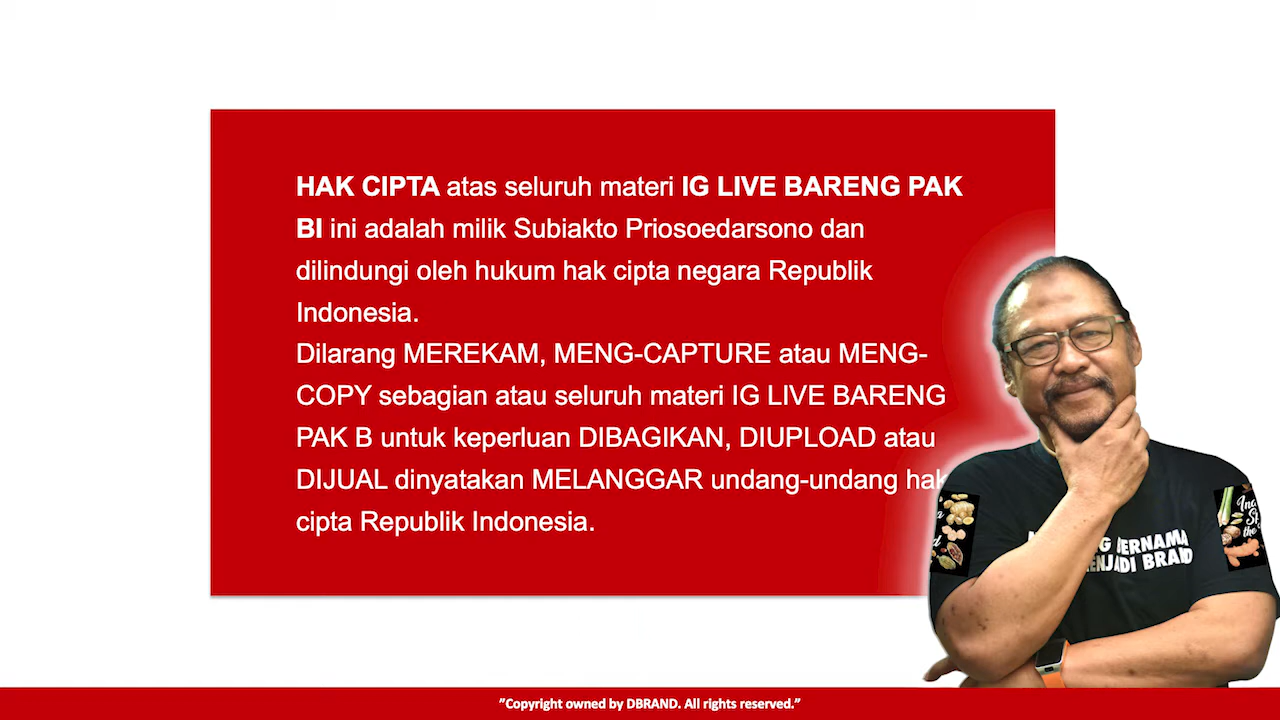 HAK CIPTA atas seluruh materi IG LIVE BARENG PAK
BI ini adalah milik Subiakto Priosoedarsono dan
dilindungi oleh hukum hak cipta negara Republik
Indonesia.
Dilarang MEREKAM, MENG-CAPTURE atau MENG-
COPY sebagian atau seluruh materi IG LIVE BARENG
PAK B untuk keperluan DIBAGIKAN, DIUPLOAD atau
DIJUAL dinyatakan MELANGGAR undang-undang hak
cipta Republik Indonesia.
BRAND
the
"Copyright owned by DBRAND. All rights reserved."